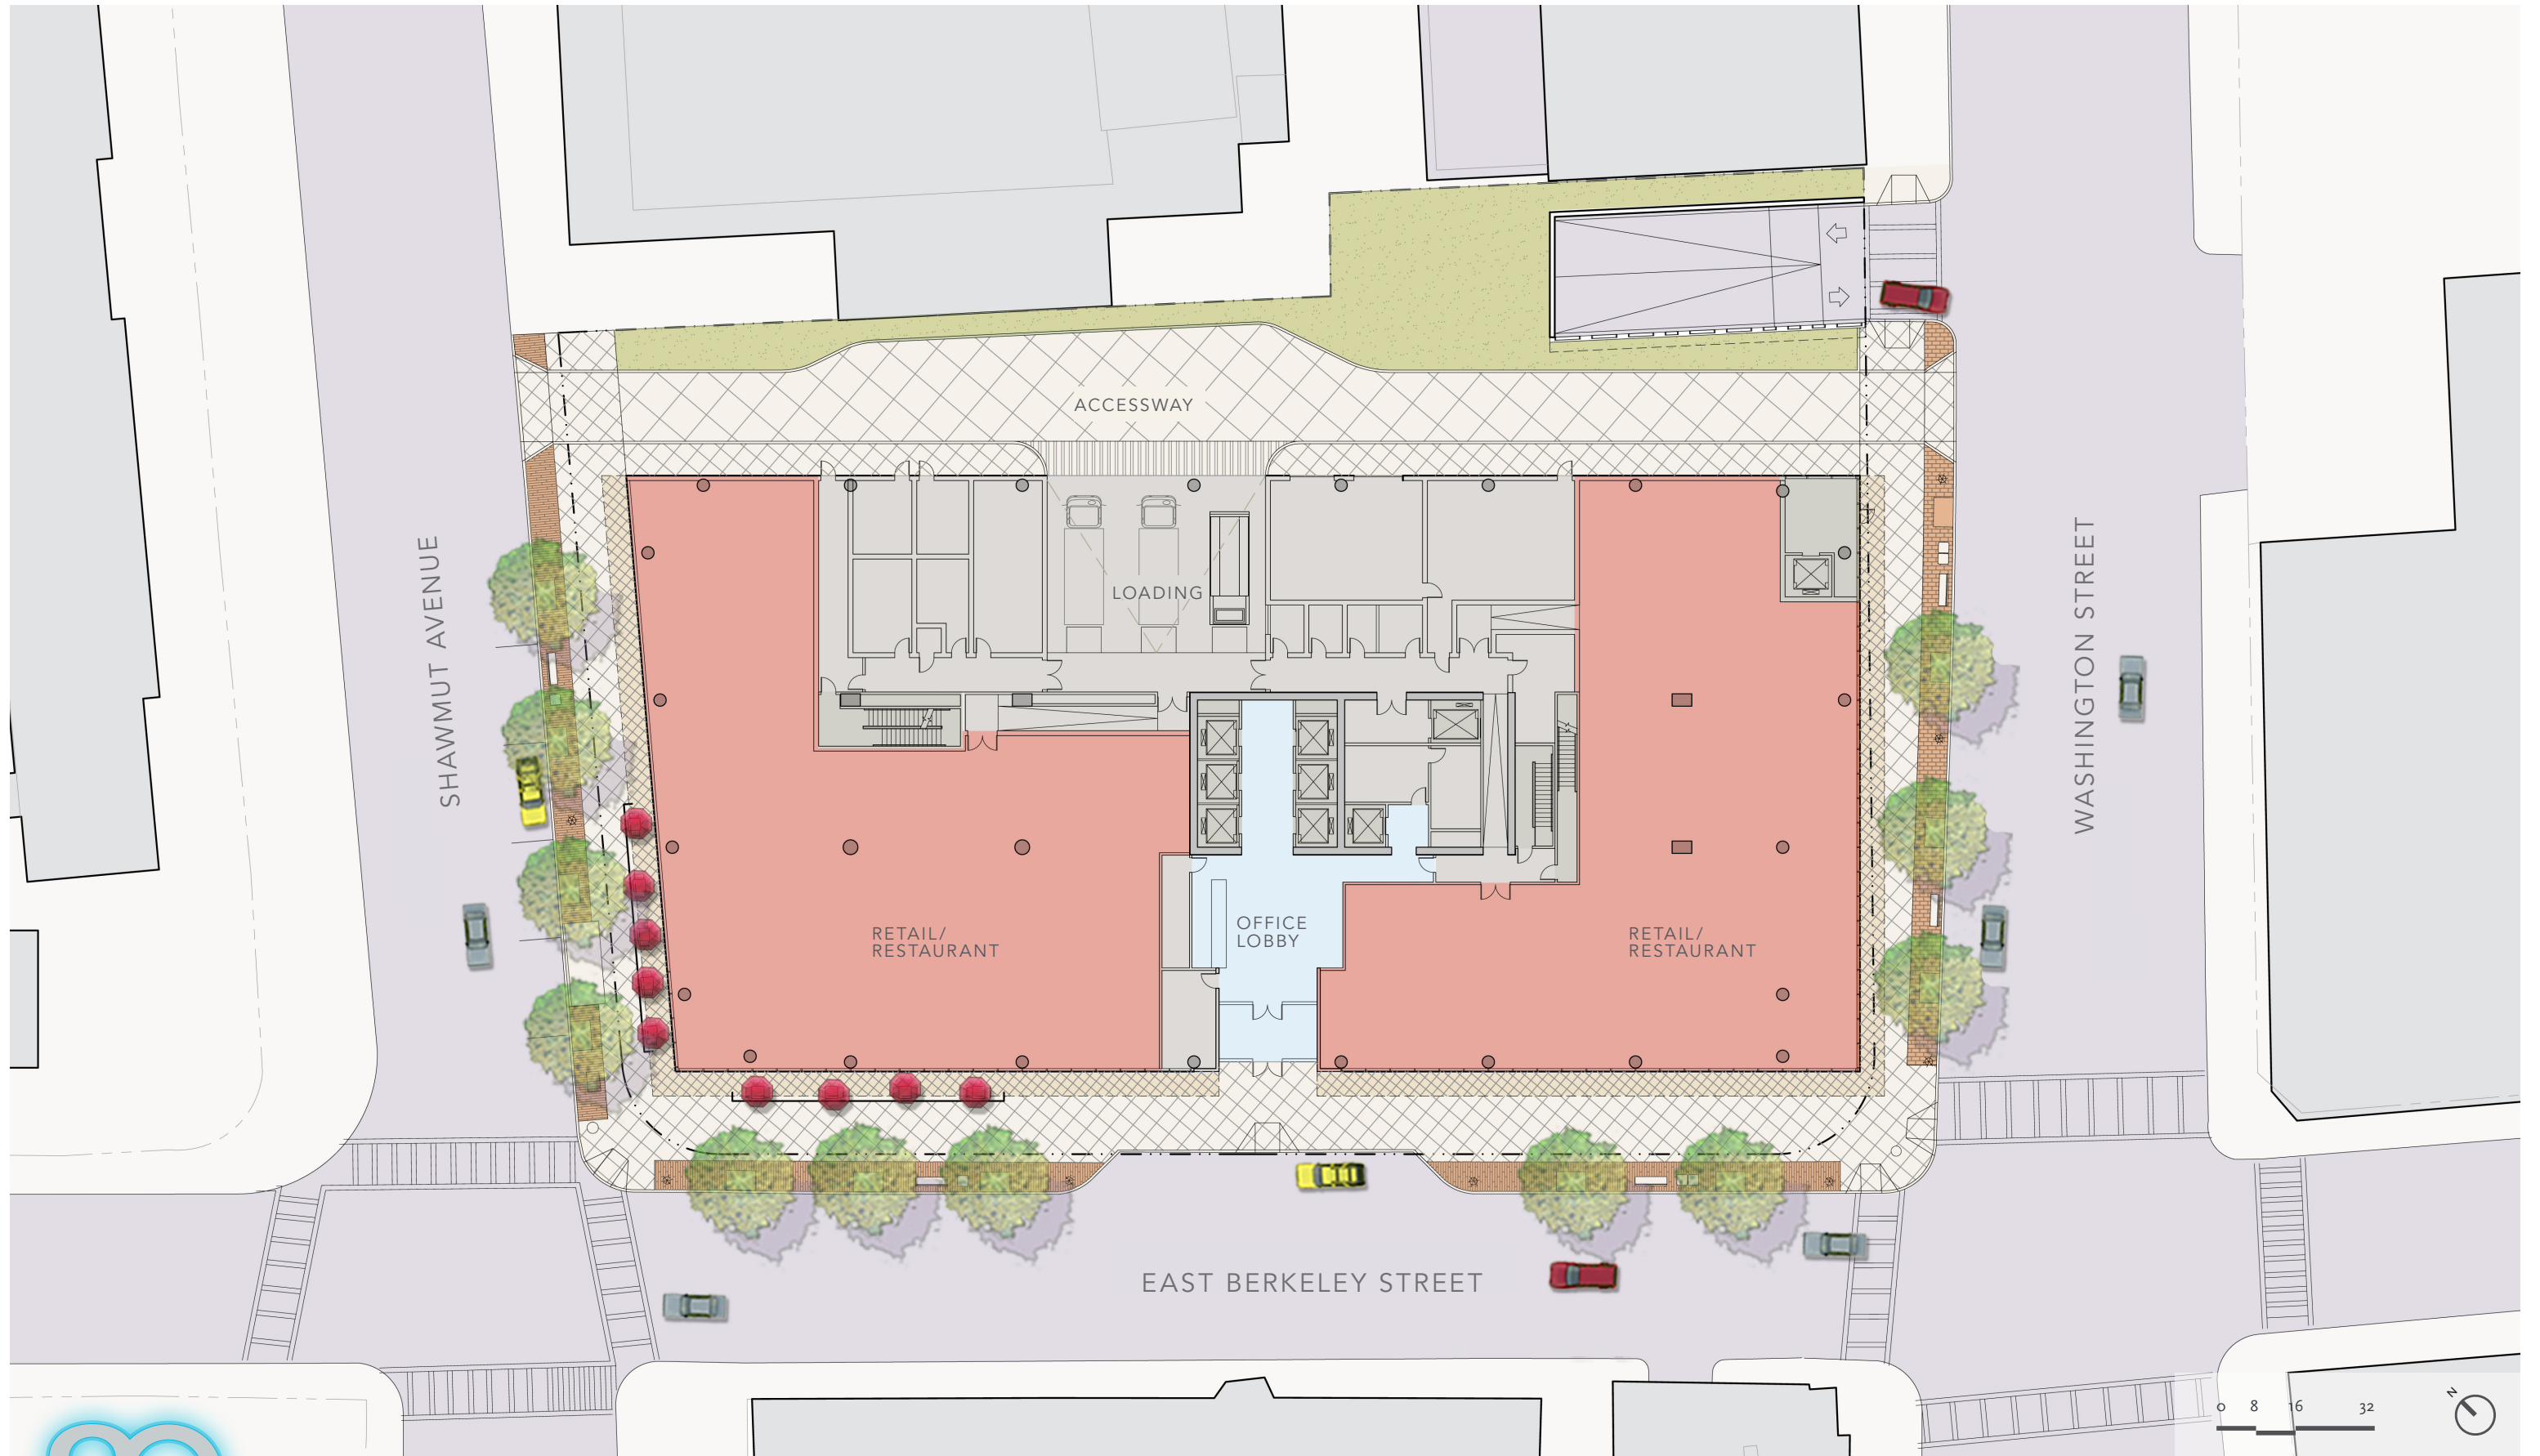 ACCESSWAY
SHAWMUT AVENUE
LOADING
WASHINGTON STREET
RETAIL/
RESTAURANT
OFFICE
LOBBY
RETAIL/
RESTAURANT
EAST BERKELEY STREET
0 8 16 32
N